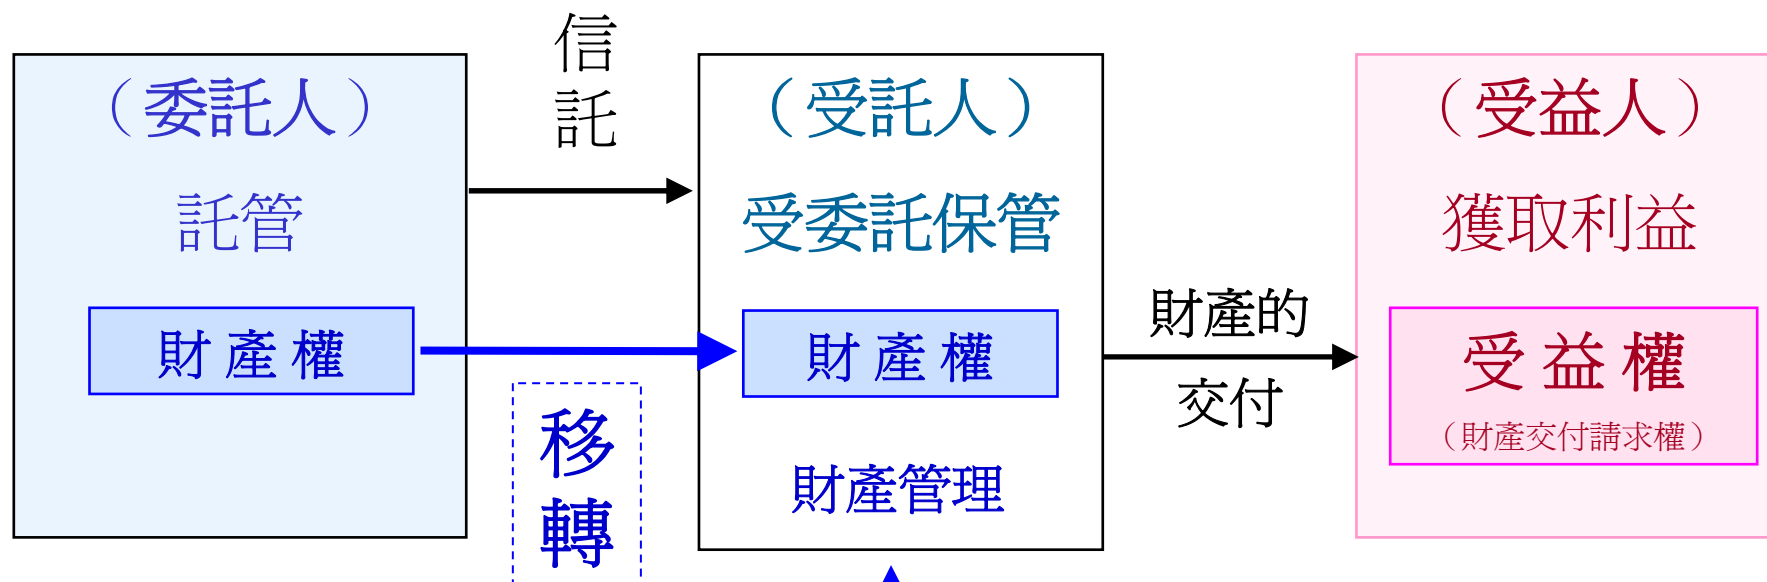 （委託人）
託管
財產權
信
託
移
轉
（受託人）
受委託保管
財產權
財產管理
財產的
交付
（受益人）
獲取利益
受益權
（財產交付請求權）